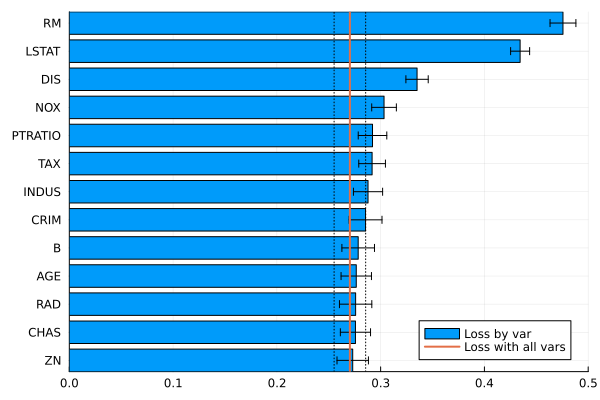 RM
LSTAT
DIS
NOX
PTRATIO
TAX
INDUS
CRIM
B
AGE
RAD
CHAS
ZN
Loss by var
Loss with all vars
0.0 0.1 0.2 0.3 0.4 0.5